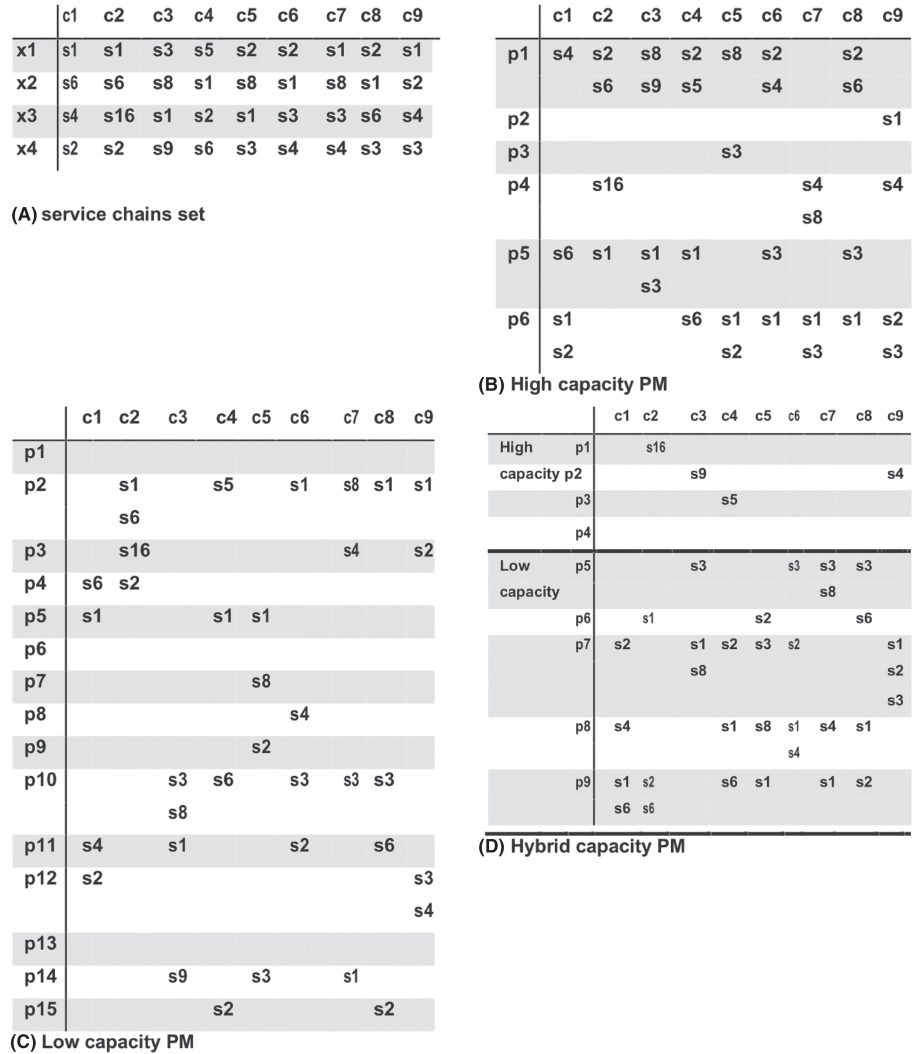 c1 c2 c3 c4 c5 c6 c7 c8 c9
x1 s1 s1 s3 s5 s2 s2 s1 s2 s1
x2 s6 s6 s8 s1 s8 s1 s8 s1 s2
x3 s4 s16 s1 s2 s1 s3 s3 s6 s4
x4 s2 s2 s9 s6 s3 s4 s4 s3 s3
(A) service chains set
c1 c2 c3 c4 c5 c6 c7 c8 c9
p1 s4 s2 s8 s2 s8 s2 s2
s6 s9 s5 s4 s6
p2 s1
p3 s3
p4 s16 s4 s4
s8
p5 s6 s1 s1 s1 s3 s3
s3
p6 s1 s6 s1 s1 s1 s1 s2
s2 s2 s3 s3
(B) High capacity PM
c1 c2 c3 c4 c5 c6 c7 c8 c9
p1
p2 s1 s5 s1 s8 s1 s1
s6
p3 s16 s4 s2
p4 s6 s2
p5 s1 s1 s1
p6
p7 s8
p8 s4
p9 s2
p10 s3 s6 s3 s3 s3
s8
p11 s4 s1 s2 s6
p12 s2 s3
s4
p13
p14 s9 s3 s1
p15 s2 s2
(C) Low capacity PM
c1 c2 c3 c4 c5 c6 c7 c8 c9
High p1 s16
capacity p2 s9 s4
p3 s5
p4
Low p5 s3 s3 s3 s3
capacity s8
p6 s1 s2 s6
p7 s2 s1 s2 s3 s2 s1
s8 s2
s3
p8 s4 s1 s8 s1 s4 s1
s4
p9 s1 s2 s6 s1 s1 s2
s6 s6
(D) Hybrid capacity PM